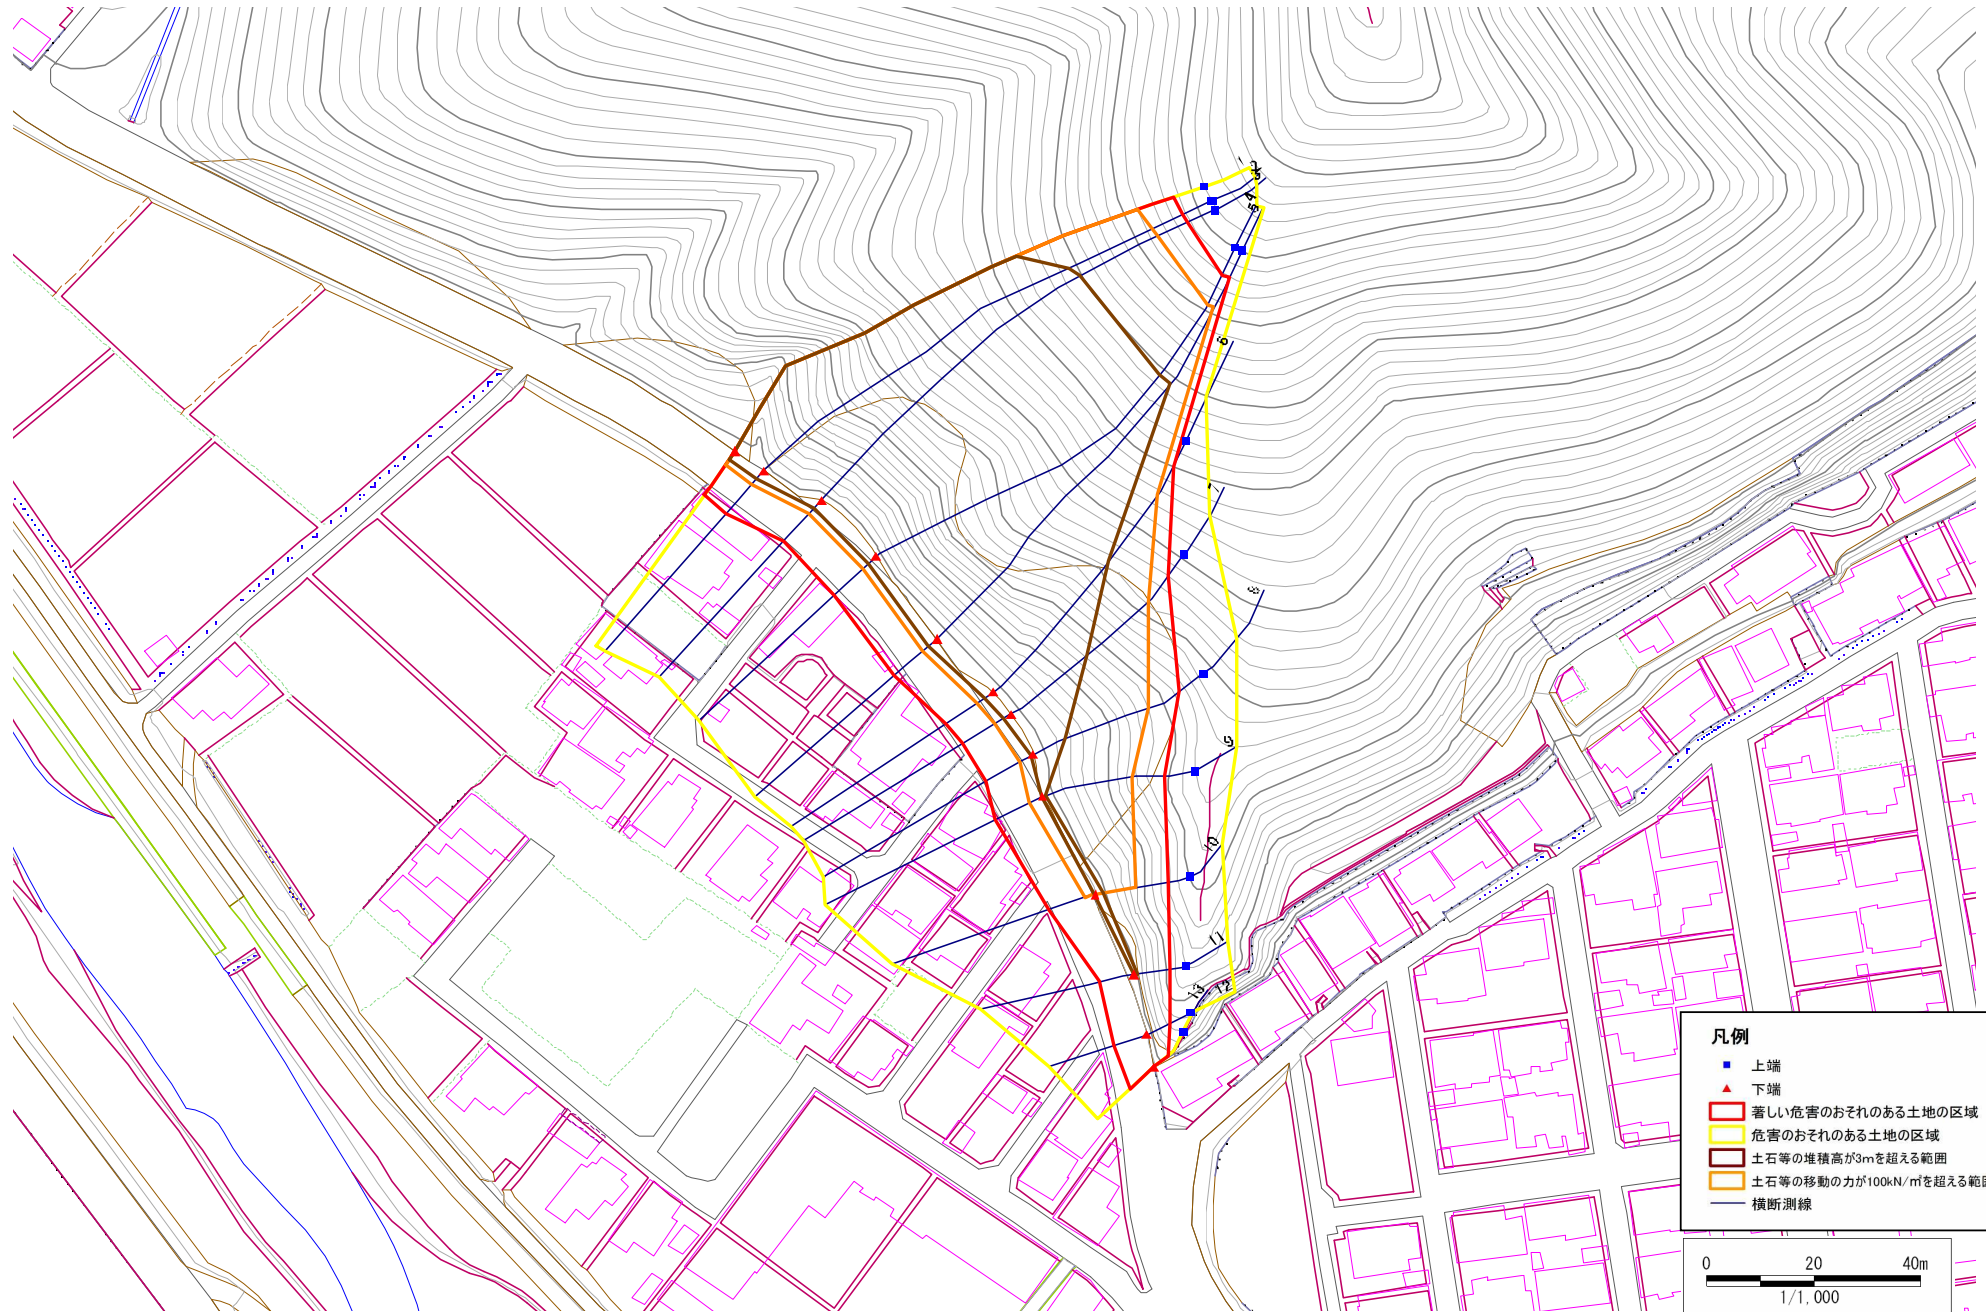 4
5
6
7
8
9
10
11
12
13
凡例
上端
下端
著しい危害のおそれのある土地の区域
危害のおそれのある土地の区域
土石等の堆積高が3mを超える範囲
土石等の移動の力が100kN/㎡を超える範囲
横断測線
0 20 40m
1/1,000